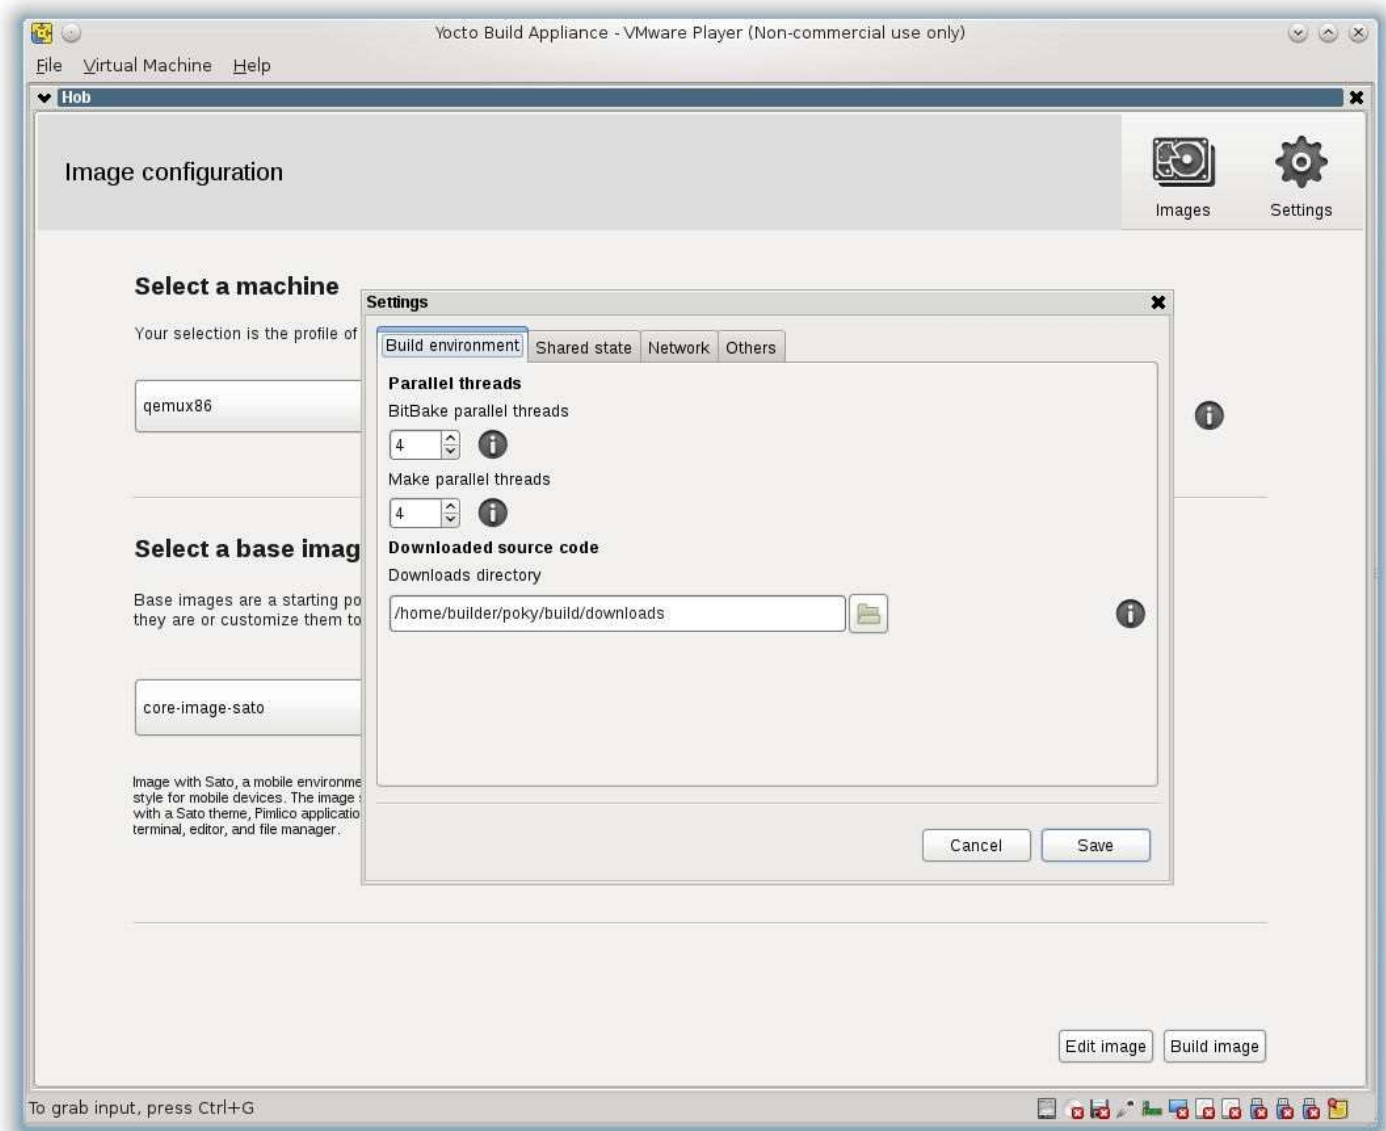 Yocto Build Appliance - VMware Player (Non-commercial use only)
File Virtual Machine Help
Hob
Image configuration
Images
Settings
Select a machine
Your selection is the profile of
qemux86
Select a base imag
Base images are a starting po
they are or customize them to
core-image-sato
Image with Sato, a mobile environme
style for mobile devices. The image s
with a Sato theme, Pimlico applicatio
terminal, editor, and file manager.
Settings
Build environment Shared state Network Others
Parallel threads
BitBake parallel threads
4
Make parallel threads
4
Downloaded source code
Downloads directory
/home/builder/poky/build/downloads
Cancel Save
Edit image Build image
To grab input, press Ctrl+G